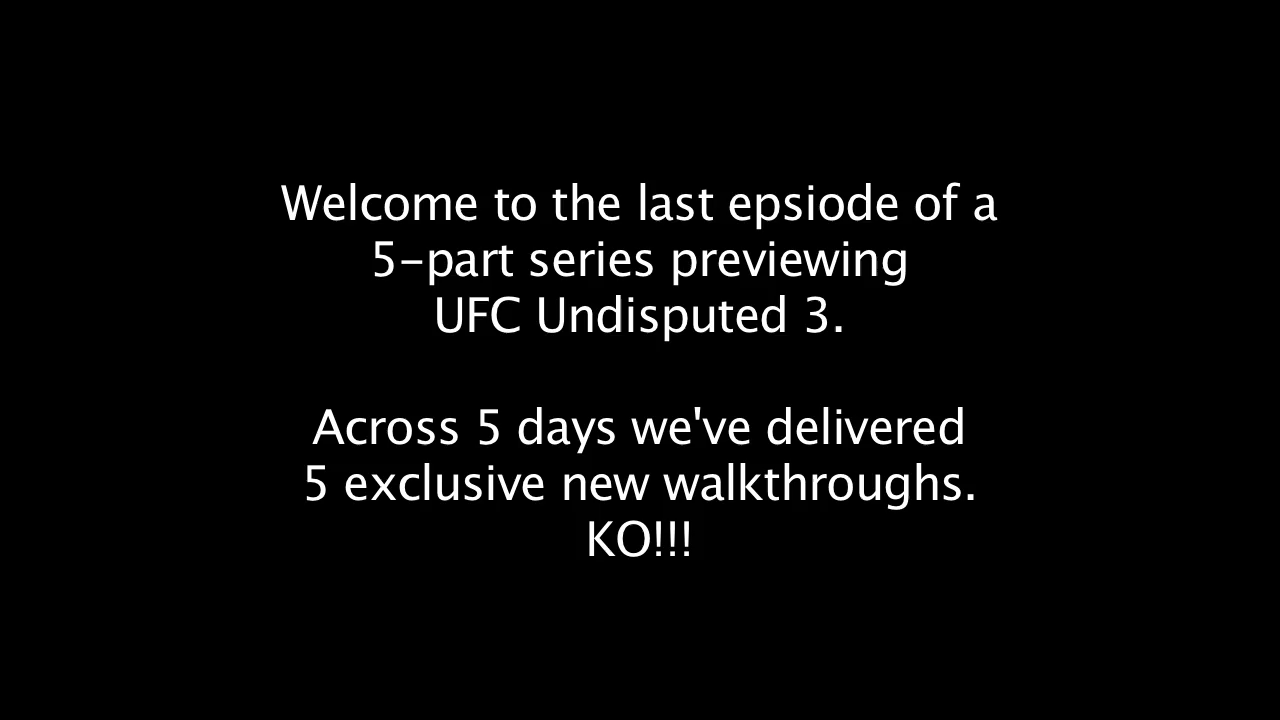 Welcome to the last epsiode of a
5-part series previewing
UFC Undisputed 3.
Across 5 days we've delivered
5 exclusive new walkthroughs.
KO!!!